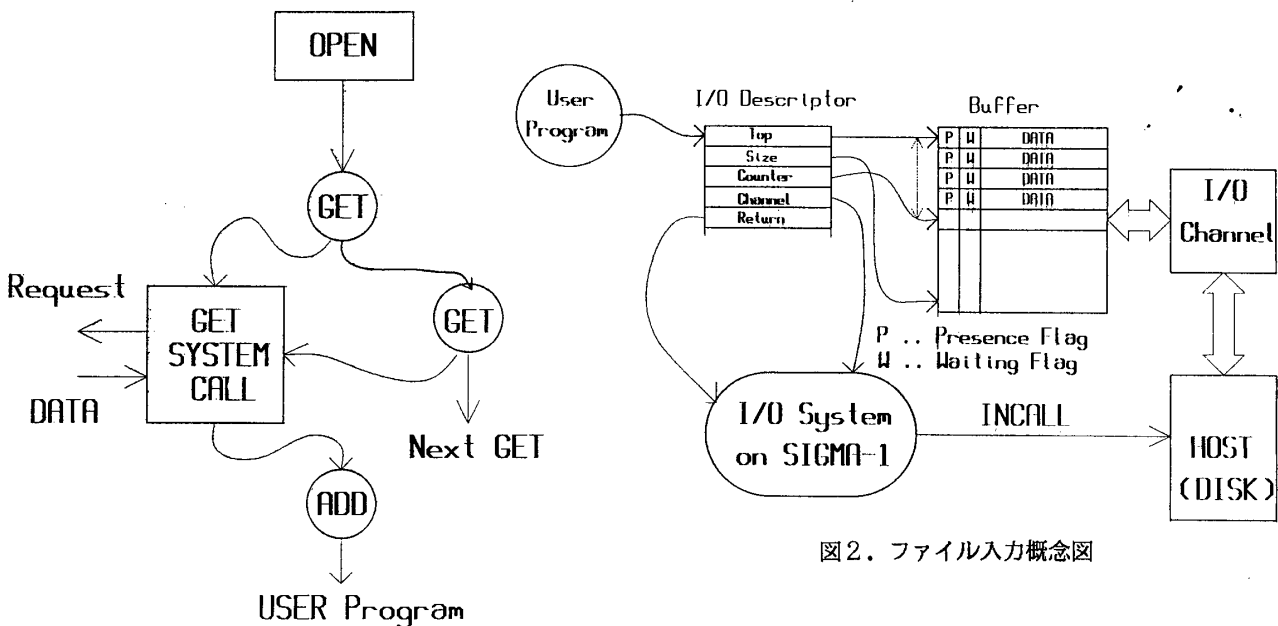 OPEN
GET
GET
Request
GET
SYSTEM
CALL
DATA
Next GET
ADD
USER Program
User
Program
I/O Descriptor
Top
Size
Counter
Channel
Return
Buffer
P W DATA
P W DATA
P W DATA
P W DATA
I/O
Channel
P .. Presence Flag
W .. Waiting Flag
I/O System
on SIGMA-1
INCALL
HOST
(DISK)
図2．ファイル入力概念図